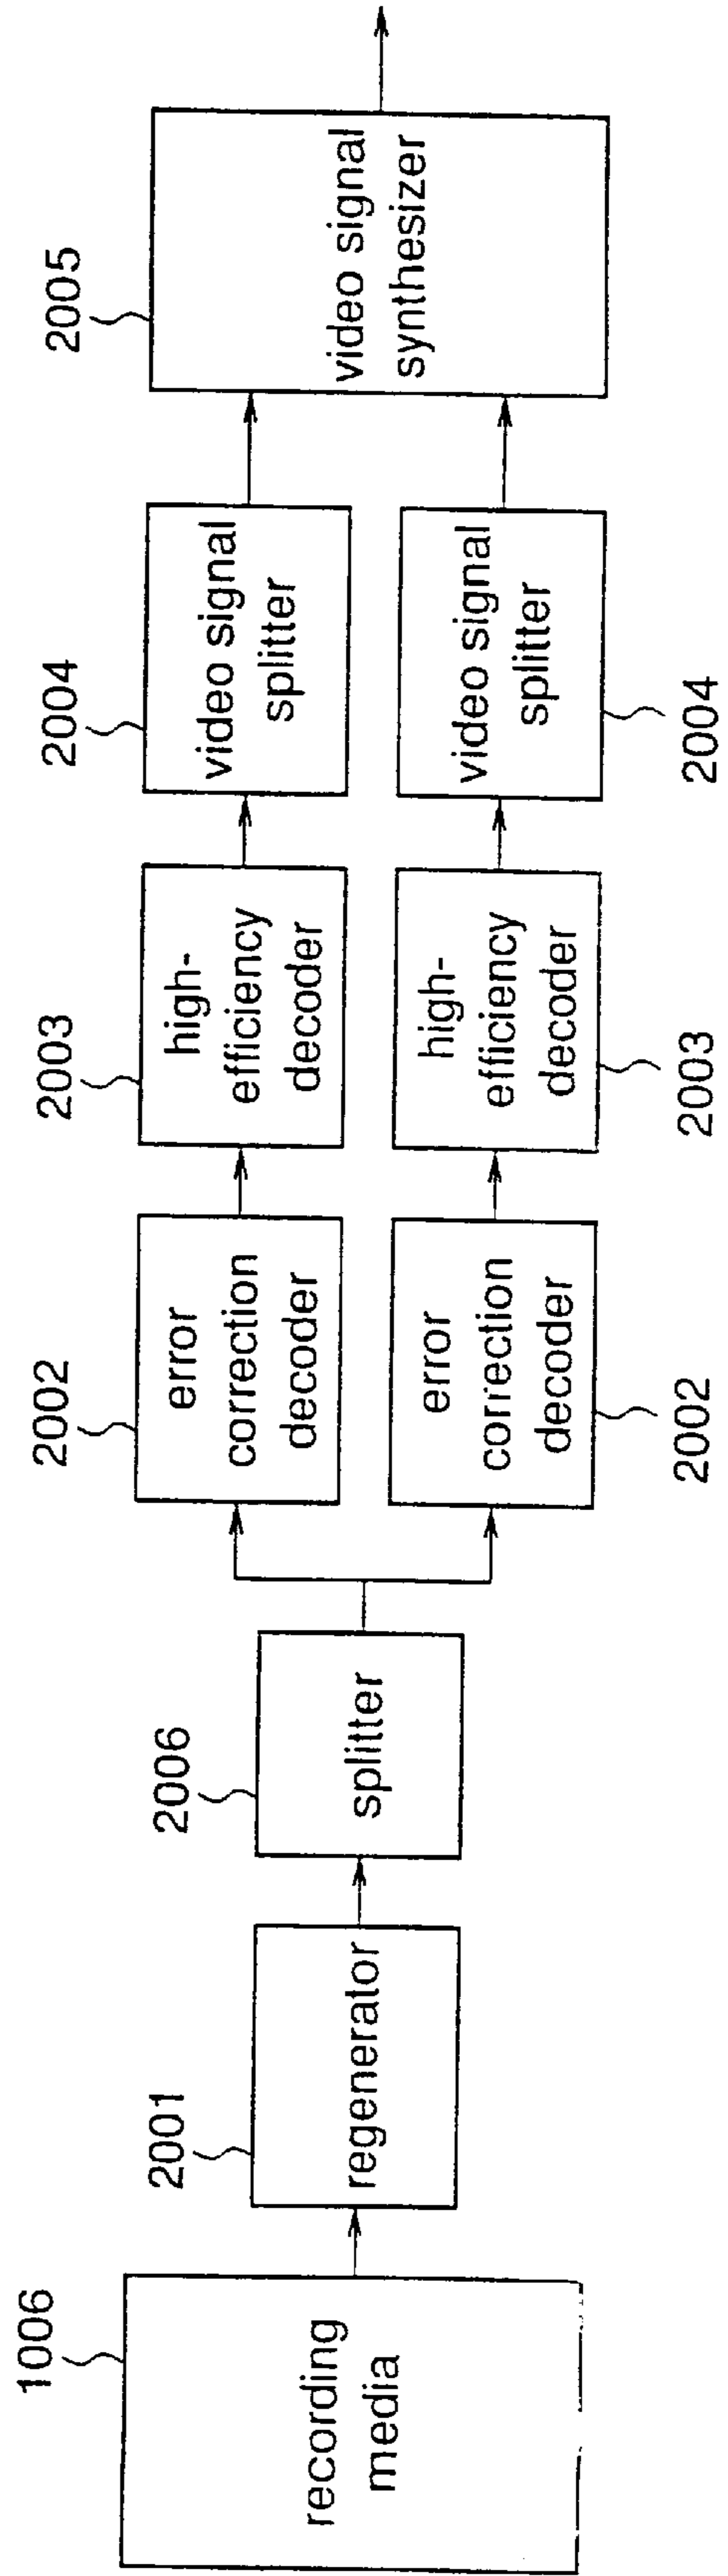 1006
recording
media
2001
regenerator
2006
splitter
2002
error
correction
decoder
2003
high-
efficiency
decoder
2004
video signal
splitter
2005
video signal
synthesizer
error
correction
decoder
2002
high-
efficiency
decoder
2003
video signal
splitter
2004